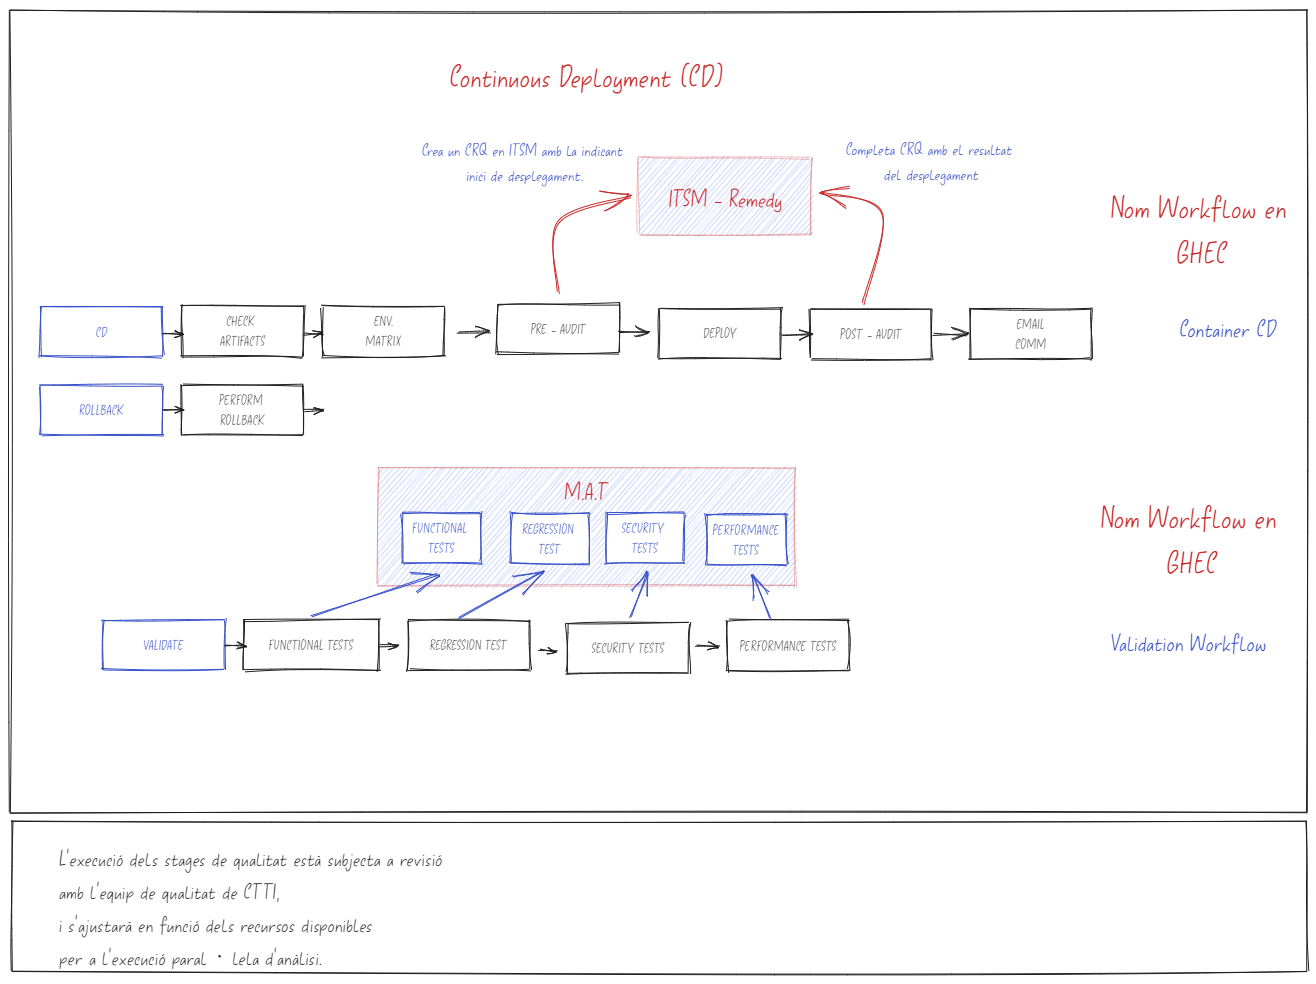 Continuous Deployment (CD)
Crea un CRQ en ITSM amb la indicant
inici de desplegament.
Completa CRQ amb el resultat
del desplegament
ITSM - Remedy
Nom Workflow en
GHEC
CD
CHECK
ARTIFACTS
ENV.
MATRIX
PRE - AUDIT
DEPLOY
POST - AUDIT
EMAIL
COMM
Container CD
ROLLBACK
PERFORM
ROLLBACK
M.A.T
FUNCTIONAL
TESTS
REGRESSION
TEST
SECURITY
TESTS
PERFORMANCE
TESTS
Nom Workflow en
GHEC
VALIDATE
FUNCTIONAL TESTS
REGRESSION TEST
SECURITY TESTS
PERFORMANCE TESTS
Validation Workflow
L'execució dels stages de qualitat està subjecta a revisió
amb l'equip de qualitat de CTTI,
i s'ajustarà en funció dels recursos disponibles
per a l'execució paral · lela d'anàlisi.